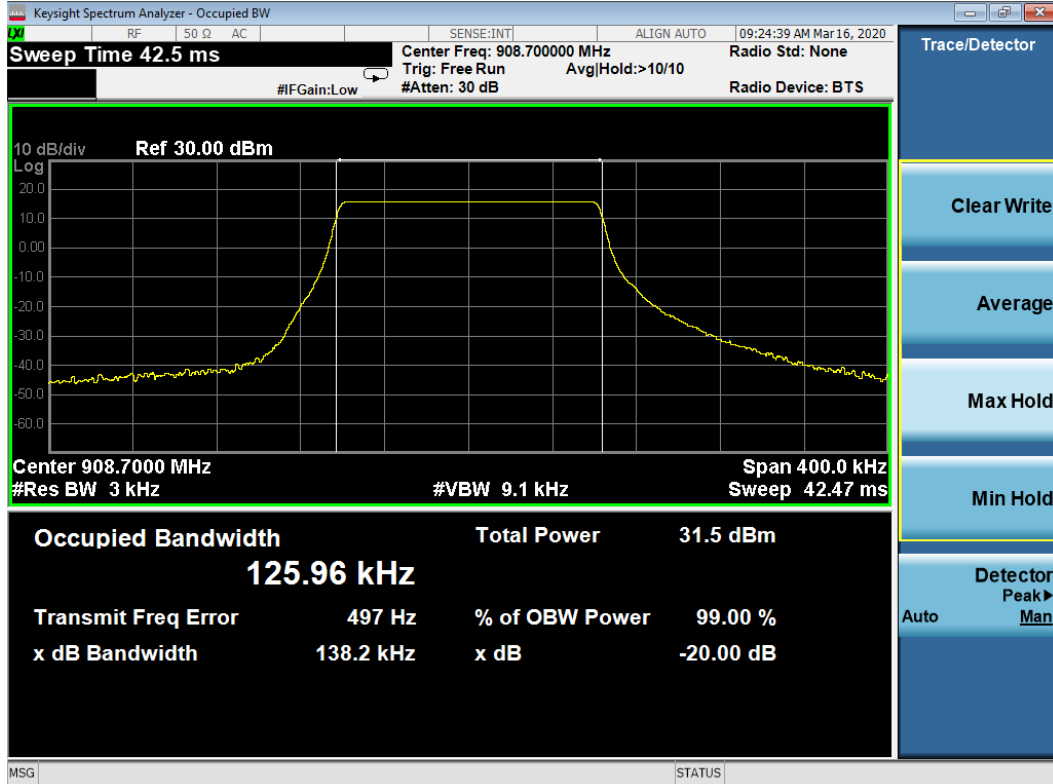 Keysight Spectrum Analyzer - Occupied BW
LXI RF 50 Ω AC SENSE:INT ALIGN AUTO 09:24:39 AM Mar 16, 2020
Sweep Time 42.5 ms
Center Freq: 908.700000 MHz Radio Std: None
Trig: Free Run Avg|Hold:>10/10
#IFGain:Low #Atten: 30 dB Radio Device: BTS
10 dB/div Ref 30.00 dBm
Log
20.0
10.0
0.00
-10.0
-20.0
-30.0
-40.0
-50.0
-60.0
Center 908.7000 MHz Span 400.0 kHz
#Res BW 3 kHz #VBW 9.1 kHz Sweep 42.47 ms
Occupied Bandwidth Total Power 31.5 dBm
125.96 kHz
Transmit Freq Error 497 Hz % of OBW Power 99.00 %
x dB Bandwidth 138.2 kHz x dB -20.00 dB
MSG STATUS
Trace/Detector
Clear Write
Average
Max Hold
Min Hold
Detector
Peak▶
Auto Man